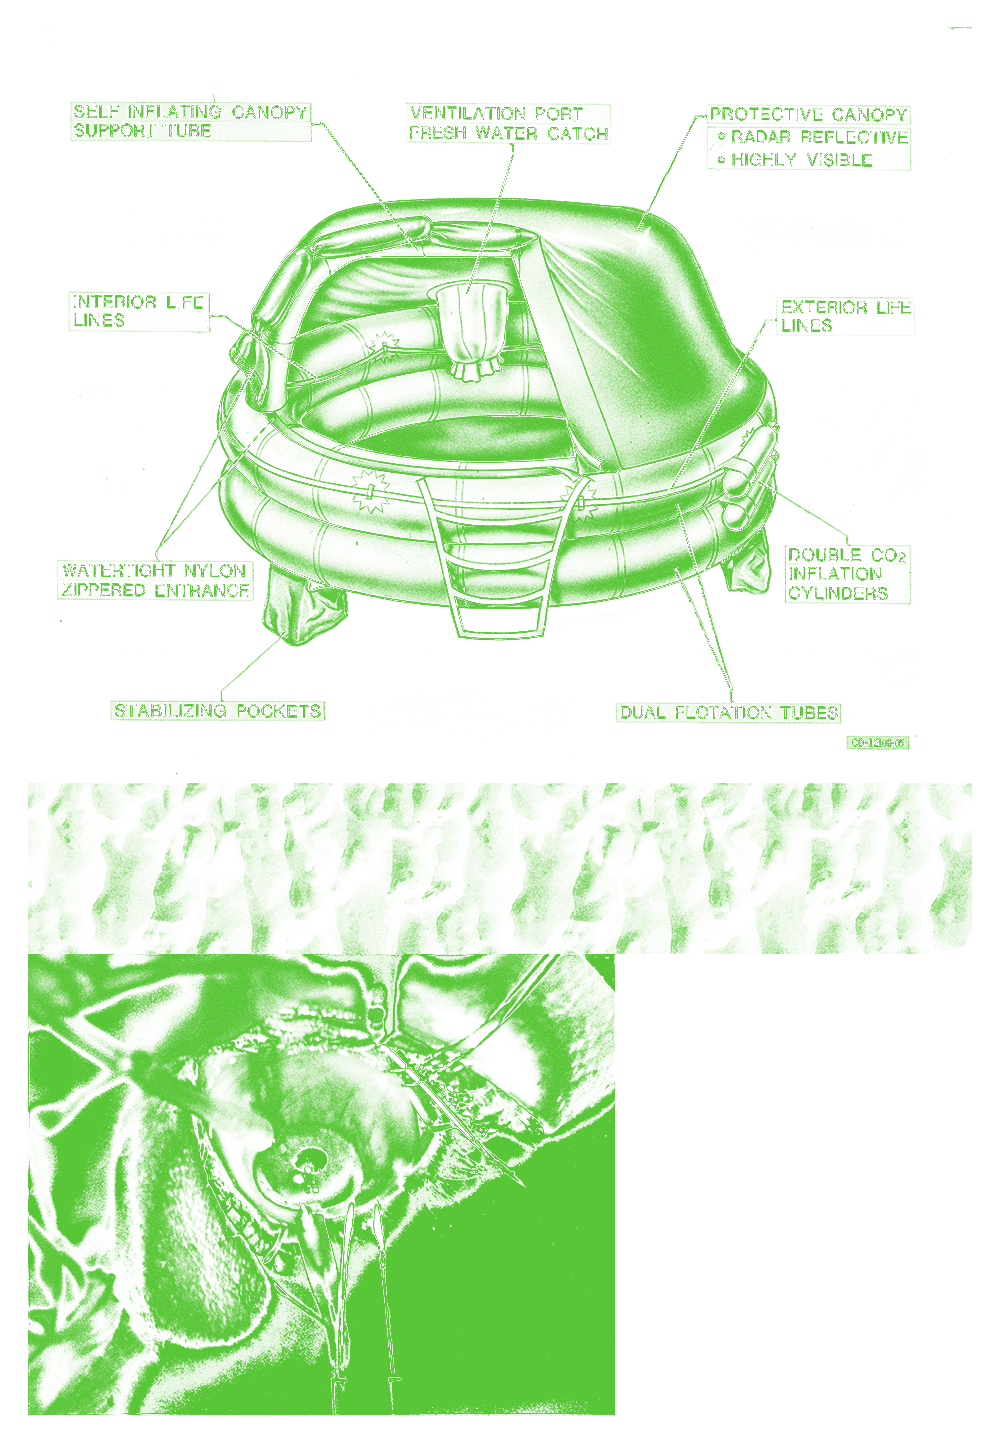 SELF INFLATING CANOPY
SUPPORT TUBE
VENTILATION PORT
FRESH WATER CATCH
PROTECTIVE CANOPY
RADAR REFLECTIVE
HIGHLY VISIBLE
INTERIOR LIFE
LINES
EXTERIOR LIFE
LINES
WATERTIGHT NYLON
ZIPPERED ENTRANCE
DOUBLE CO₂
INFLATION
CYLINDERS
STABILIZING POCKETS
DUAL FLOTATION TUBES